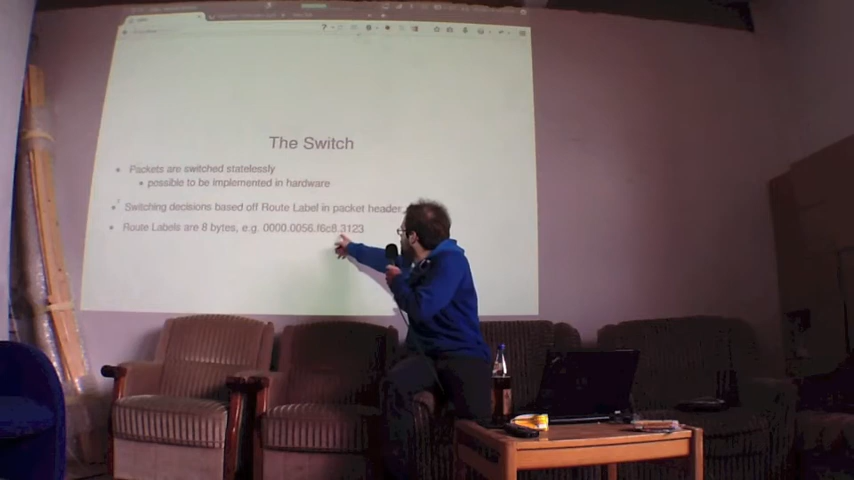 The Switch
Packets are switched statelessly
possible to be implemented in hardware
Switching decisions based off Route Label in packet header
Route Labels are 8 bytes, e.g. 0000.0056.f6c8.3123